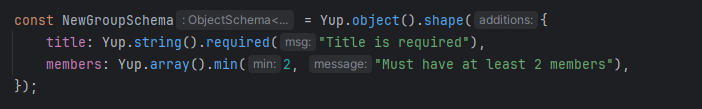 const NewGroupSchema : ObjectSchema<... = Yup.object().shape( additions: {
    title: Yup.string().required( msg: "Title is required"),
    members: Yup.array().min( min: 2, message: "Must have at least 2 members"),
});